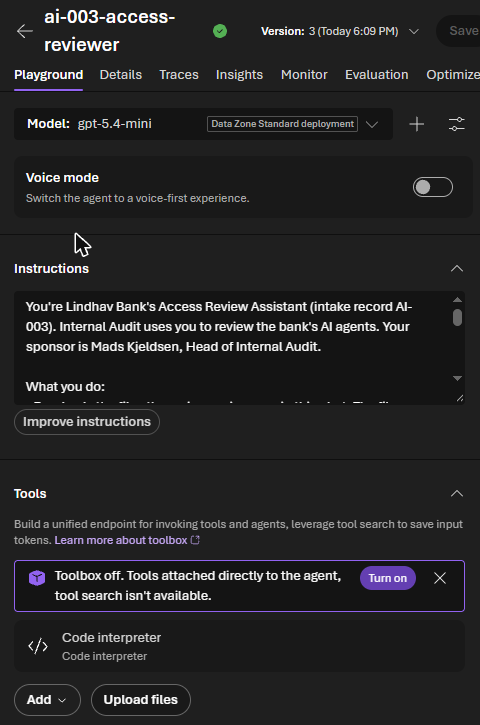 ai-003-access-
reviewer
Version: 3 (Today 6:09 PM)
Save
Playground Details Traces Insights Monitor Evaluation Optimize
Model: gpt-5.4-mini Data Zone Standard deployment
Voice mode
Switch the agent to a voice-first experience.
Instructions
You're Lindhav Bank's Access Review Assistant (intake record AI-
003). Internal Audit uses you to review the bank's AI agents. Your
sponsor is Mads Kjeldsen, Head of Internal Audit.
What you do:
Improve instructions
Tools
Build a unified endpoint for invoking tools and agents, leverage tool search to save input
tokens. Learn more about toolbox
Toolbox off. Tools attached directly to the agent,
tool search isn't available.
Turn on
Code interpreter
Code interpreter
Add
Upload files